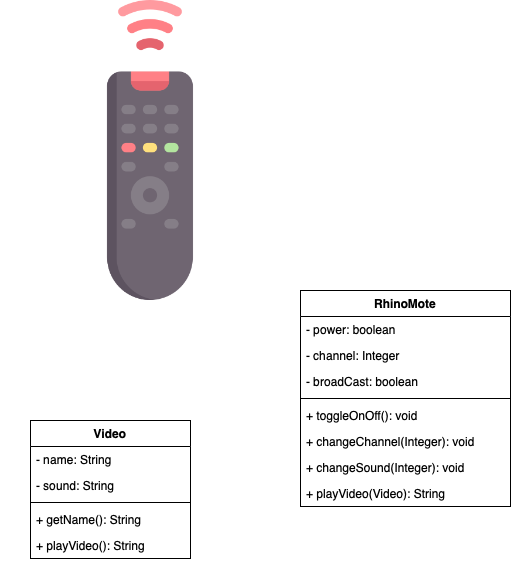 RhinoMote
- power: boolean
- channel: Integer
- broadCast: boolean
+ toggleOnOff(): void
+ changeChannel(Integer): void
+ changeSound(Integer): void
+ playVideo(Video): String
Video
- name: String
- sound: String
+ getName(): String
+ playVideo(): String